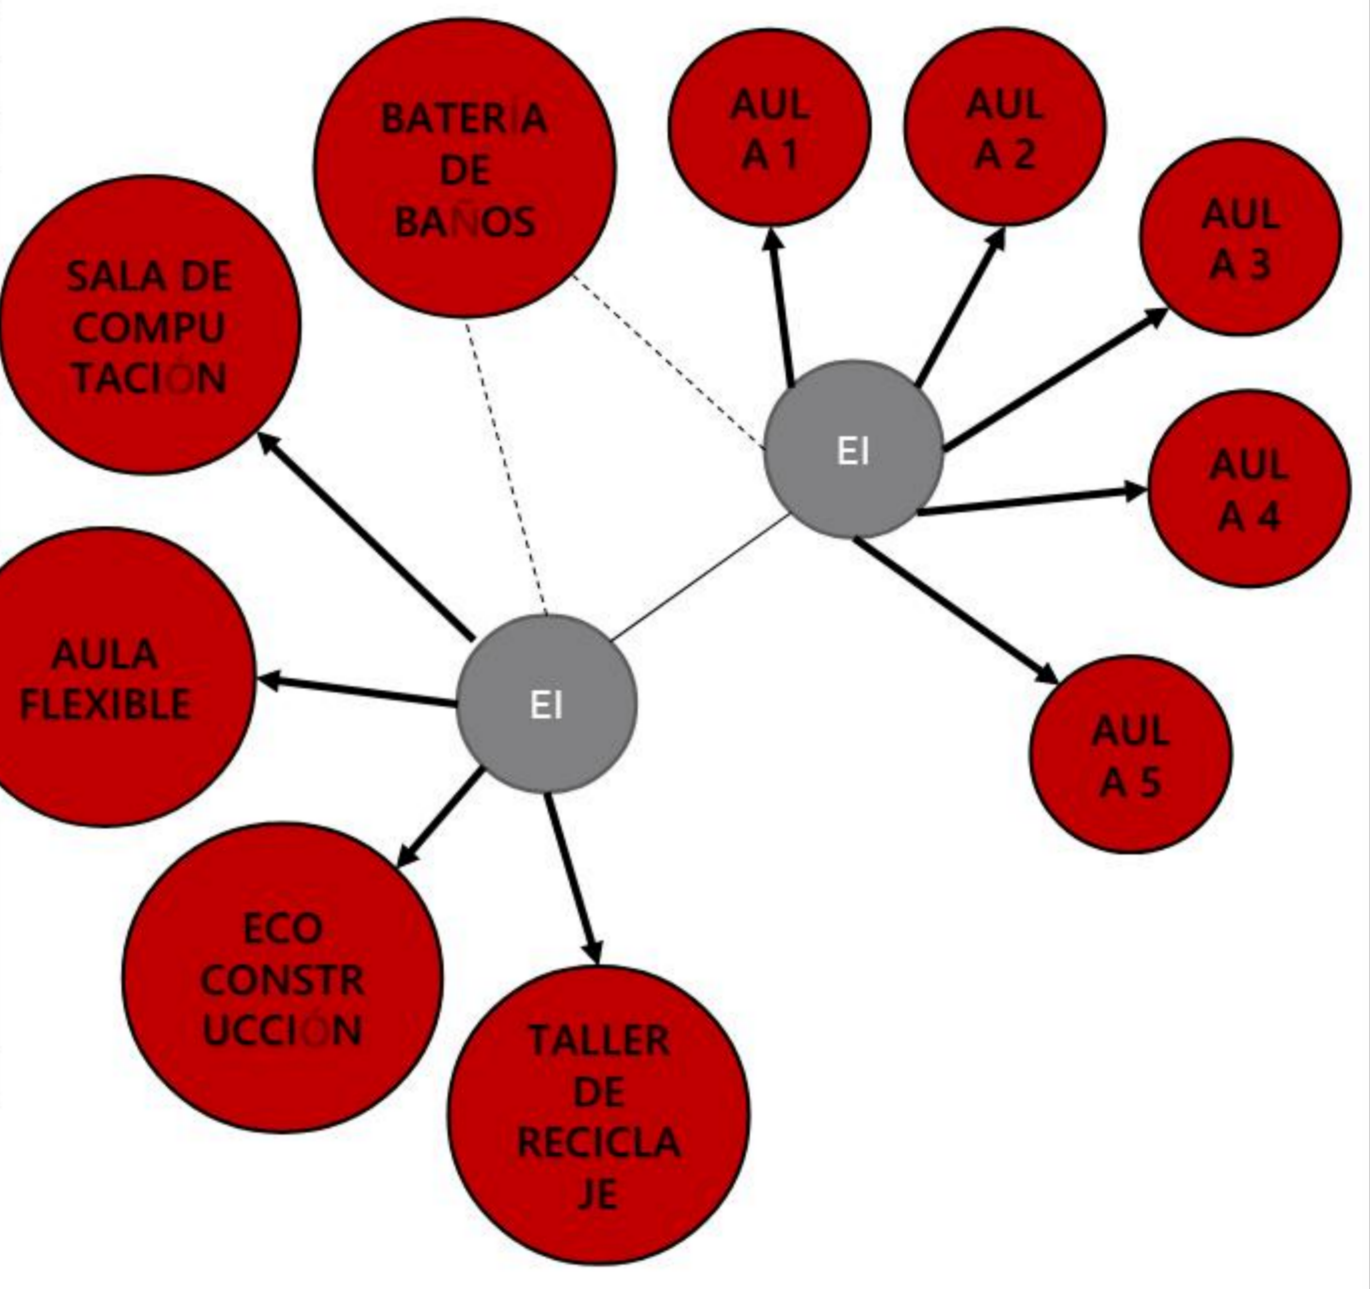 BATERÍA
DE
BAÑOS
AUL
A 1
AUL
A 2
AUL
A 3
SALA DE
COMPU
TACIÓN
EI
AUL
A 4
AULA
FLEXIBLE
EI
AUL
A 5
ECO
CONSTR
UCCIÓN
TALLER
DE
RECICLA
JE